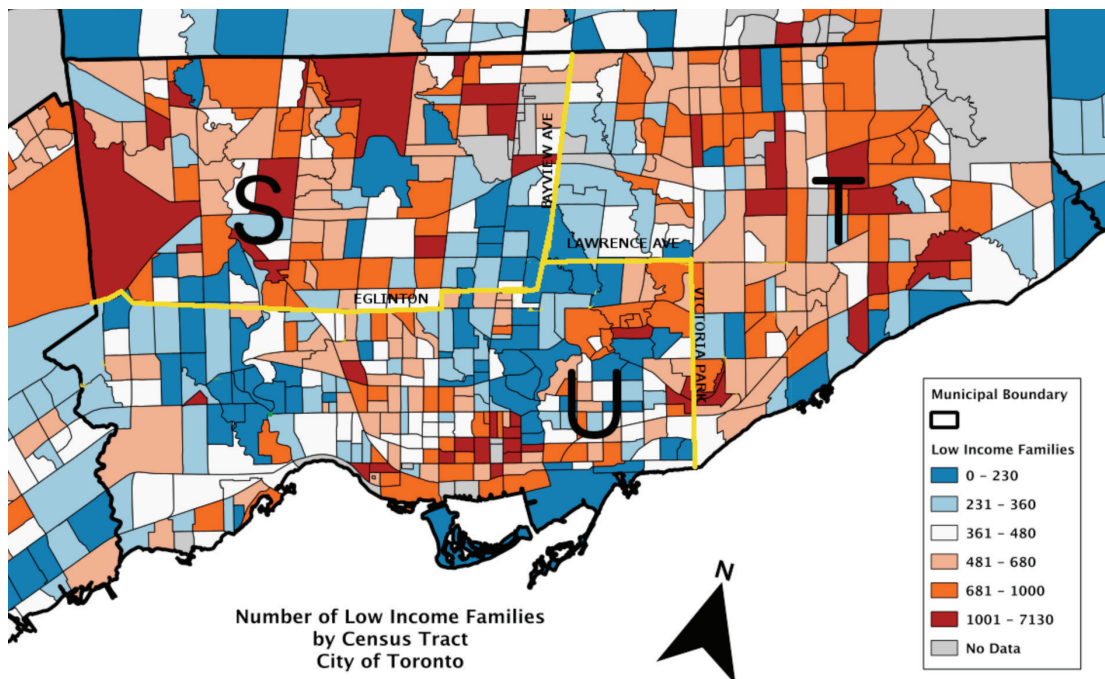 S
T
U
BAYVIEW AVE
LAWRENCE AVE
EGLINTON
VICTORIA PARK
N
Number of Low Income Families
by Census Tract
City of Toronto
Municipal Boundary
Low Income Families
0 - 230
231 - 360
361 - 480
481 - 680
681 - 1000
1001 - 7130
No Data